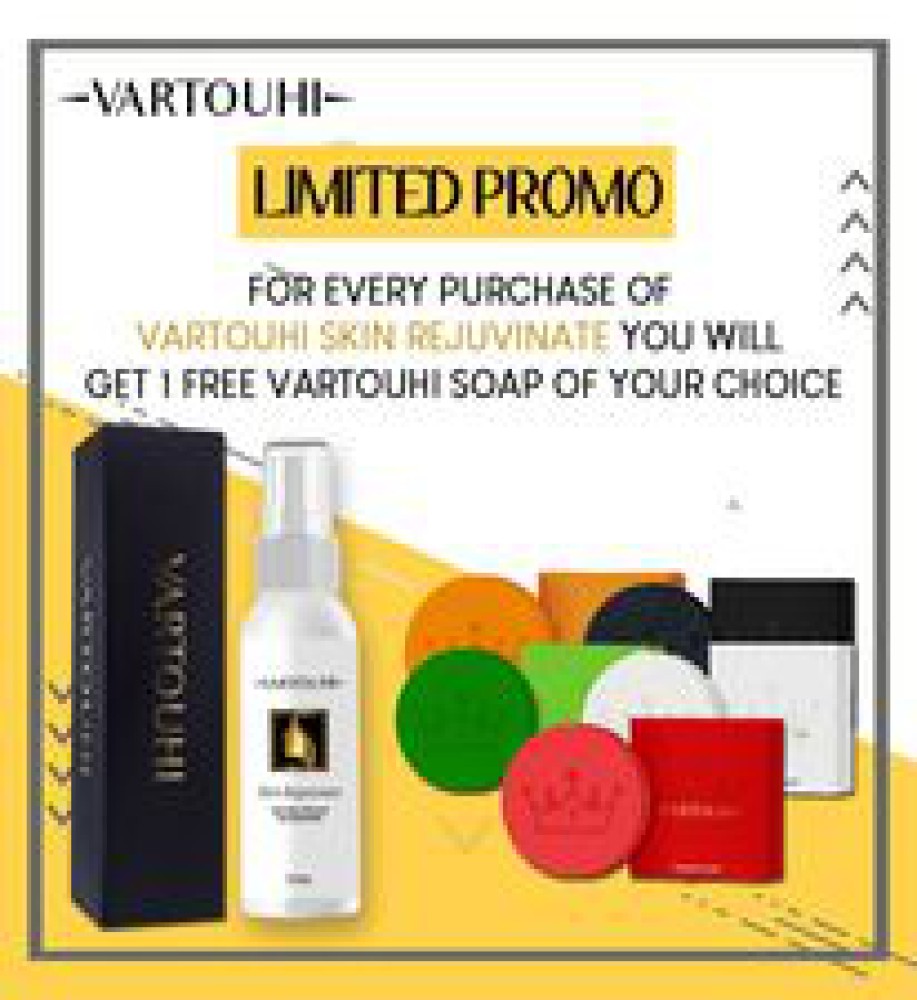 VARTOUHI
LIMITED PROMO
FOR EVERY PURCHASE OF
VARTOUHI SKIN REJUVINATE YOU WILL
GET 1 FREE VARTOUHI SOAP OF YOUR CHOICE
VARTOUHI
VARTOUHI